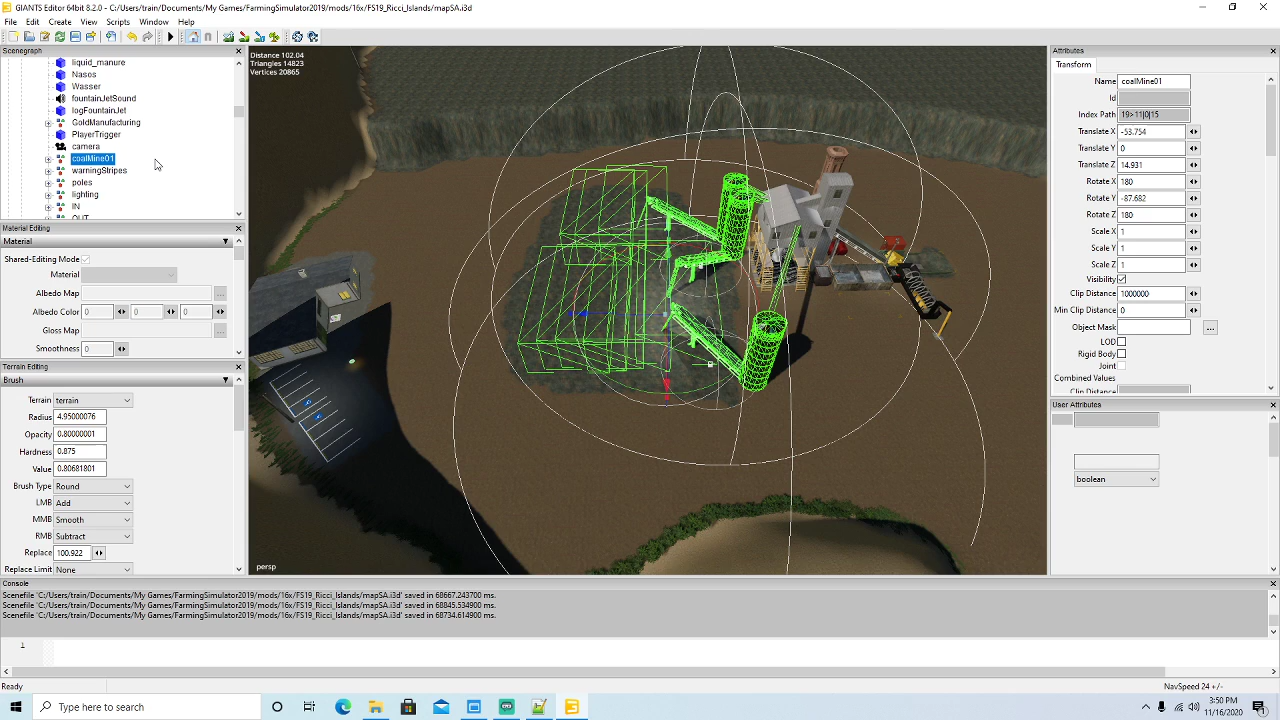 GIANTS Editor 64bit 8.2.0 - C:/Users/train/Documents/My Games/FarmingSimulator2019/mods/16x/FS19_Ricci_Islands/mapSA.i3d
File Edit Create View Scripts Window Help
Scenegraph
liquid_manure
Nasos
Wasser
fountainJetSound
logFountainJet
GoldManufacturing
PlayerTrigger
camera
coalMine01
warningStripes
poles
lighting
IN
OUT
Material Editing
Material
Shared-Editing Mode
Material
Albedo Map
...
Albedo Color 0 0 0
Gloss Map
...
Smoothness 0
Terrain Editing
Brush
Terrain terrain
Radius 4.95000076
Opacity 0.80000001
Hardness 0.875
Value 0.80681801
Brush Type Round
LMB Add
MMB Smooth
RMB Subtract
Replace 100.922
Replace Limit None
Distance 102.04
Triangles 14823
Vertices 20865
persp
Attributes
Transform
Name coalMine01
Id
Index Path 19>11|0|15
Translate X -53.754
Translate Y 0
Translate Z 14.931
Rotate X 180
Rotate Y -87.682
Rotate Z 180
Scale X 1
Scale Y 1
Scale Z 1
Visibility
Clip Distance 1000000
Min Clip Distance 0
Object Mask ...
LOD
Rigid Body
Joint
Combined Values
Clip Distance
User Attributes
boolean
Console
Scenefile 'C:/Users/train/Documents/My Games/FarmingSimulator2019/mods/16x/FS19_Ricci_Islands/mapSA.i3d' saved in 68667.243700 ms.
Scenefile 'C:/Users/train/Documents/My Games/FarmingSimulator2019/mods/16x/FS19_Ricci_Islands/mapSA.i3d' saved in 68845.534900 ms.
Scenefile 'C:/Users/train/Documents/My Games/FarmingSimulator2019/mods/16x/FS19_Ricci_Islands/mapSA.i3d' saved in 68734.614900 ms.
1
Ready
NavSpeed 24 +/-
Type here to search
3:50 PM
11/16/2020